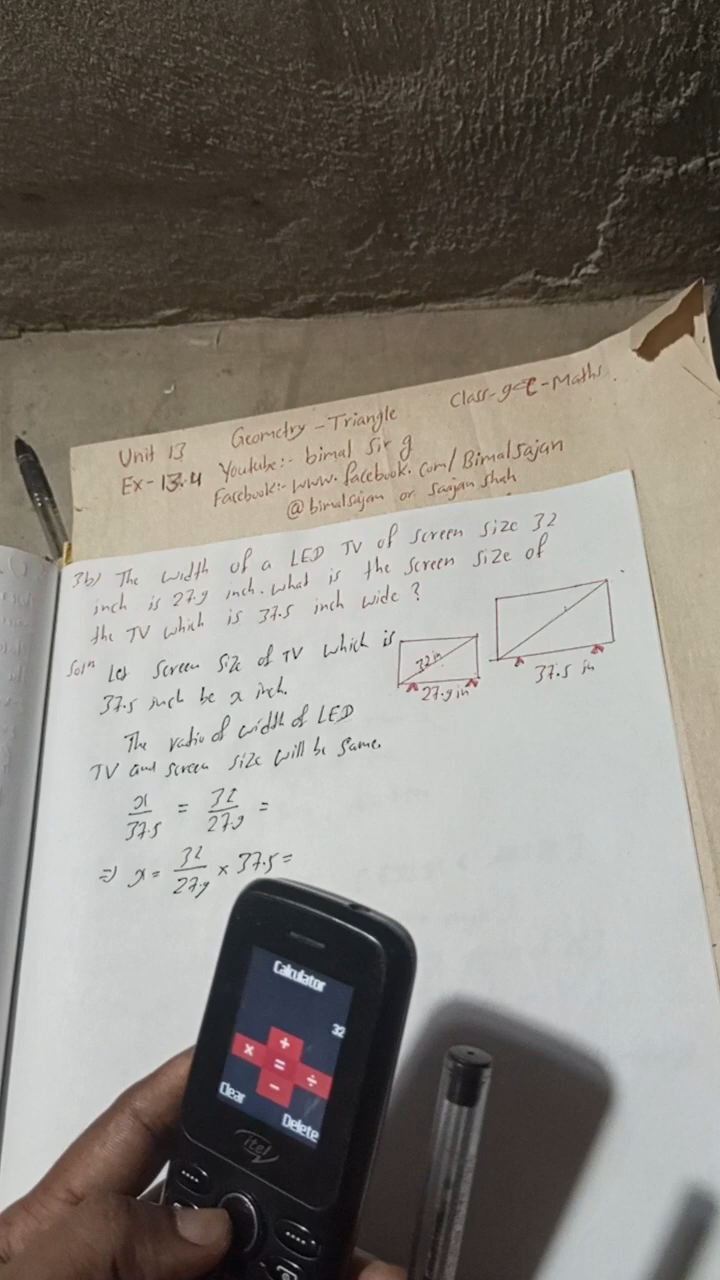 Unit 13 Geometry - Triangle Class-9 - Maths
Ex- 13.4 Youtube:- bimal Sir g
Facebook:- www.facebook.com/Bimalsajan
@bimalsajan or sanjan shah
3b) The width of a LED TV of screen size 32
inch is 27.9 inch. what is the screen size of
the TV which is 37.5 inch wide ?
Solⁿ Let screen size of TV which is
37.5 inch be x inch.
32in
27.9 in
37.5 in
The ratio of width of LED
TV and screen size will be same.
x/37.5 = 32/27.9 =
=> x = 32/27.9 × 37.5 =
Calculator
32
+
× = ÷
-
Clear
Delete
itel